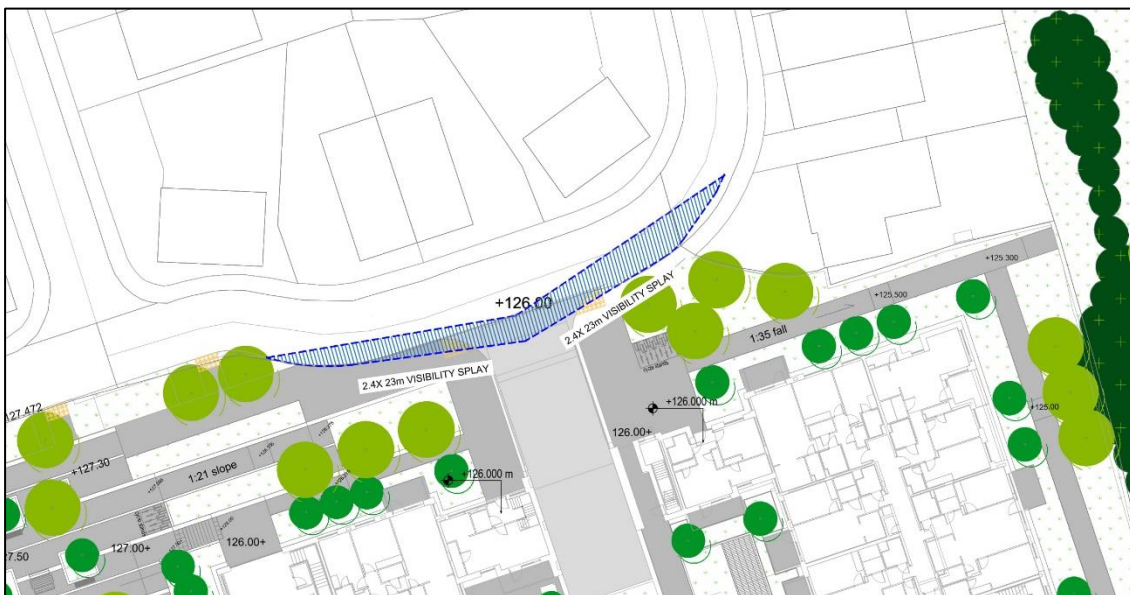 +126.00
2.4X 23m VISIBILITY SPLAY
2.4X 23m VISIBILITY SPLAY
+125.300
+125.500
1:35 fall
+126.000 m
126.00+
+125.00
127.472
+127.30
1:21 slope
+126.000 m
127.00+
126.00+
27.50